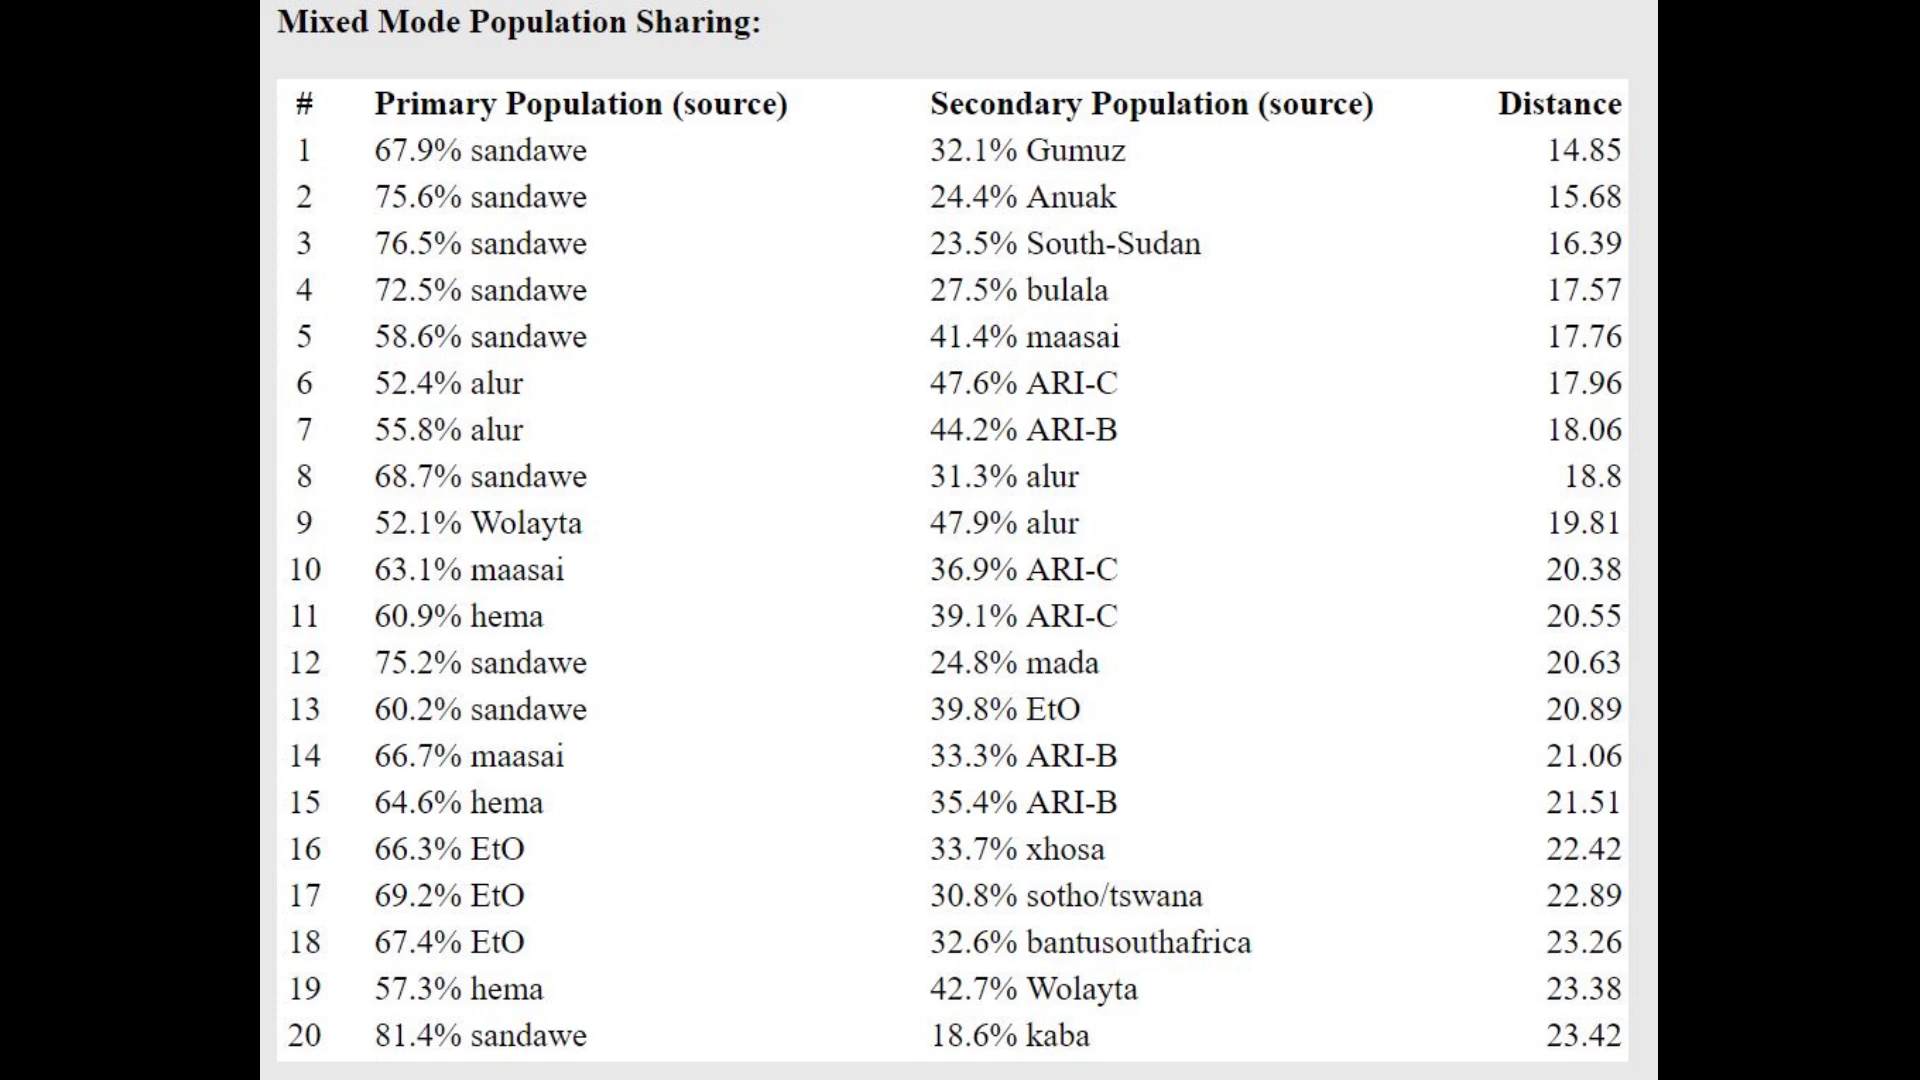 Mixed Mode Population Sharing:
# Primary Population (source) Secondary Population (source) Distance
1 67.9% sandawe 32.1% Gumuz 14.85
2 75.6% sandawe 24.4% Anuak 15.68
3 76.5% sandawe 23.5% South-Sudan 16.39
4 72.5% sandawe 27.5% bulala 17.57
5 58.6% sandawe 41.4% maasai 17.76
6 52.4% alur 47.6% ARI-C 17.96
7 55.8% alur 44.2% ARI-B 18.06
8 68.7% sandawe 31.3% alur 18.8
9 52.1% Wolayta 47.9% alur 19.81
10 63.1% maasai 36.9% ARI-C 20.38
11 60.9% hema 39.1% ARI-C 20.55
12 75.2% sandawe 24.8% mada 20.63
13 60.2% sandawe 39.8% EtO 20.89
14 66.7% maasai 33.3% ARI-B 21.06
15 64.6% hema 35.4% ARI-B 21.51
16 66.3% EtO 33.7% xhosa 22.42
17 69.2% EtO 30.8% sotho/tswana 22.89
18 67.4% EtO 32.6% bantusouthafrica 23.26
19 57.3% hema 42.7% Wolayta 23.38
20 81.4% sandawe 18.6% kaba 23.42